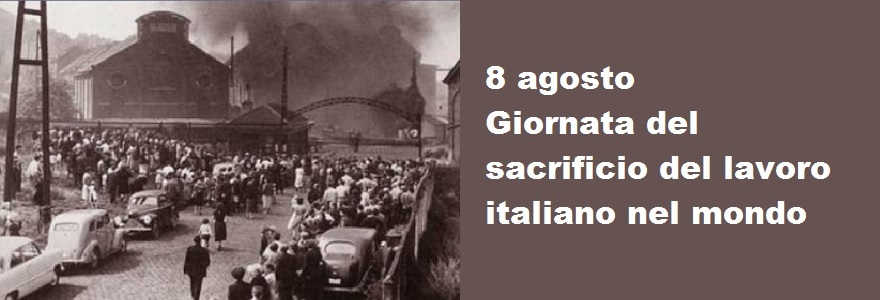 8 agosto
Giornata del
sacrificio del lavoro
italiano nel mondo